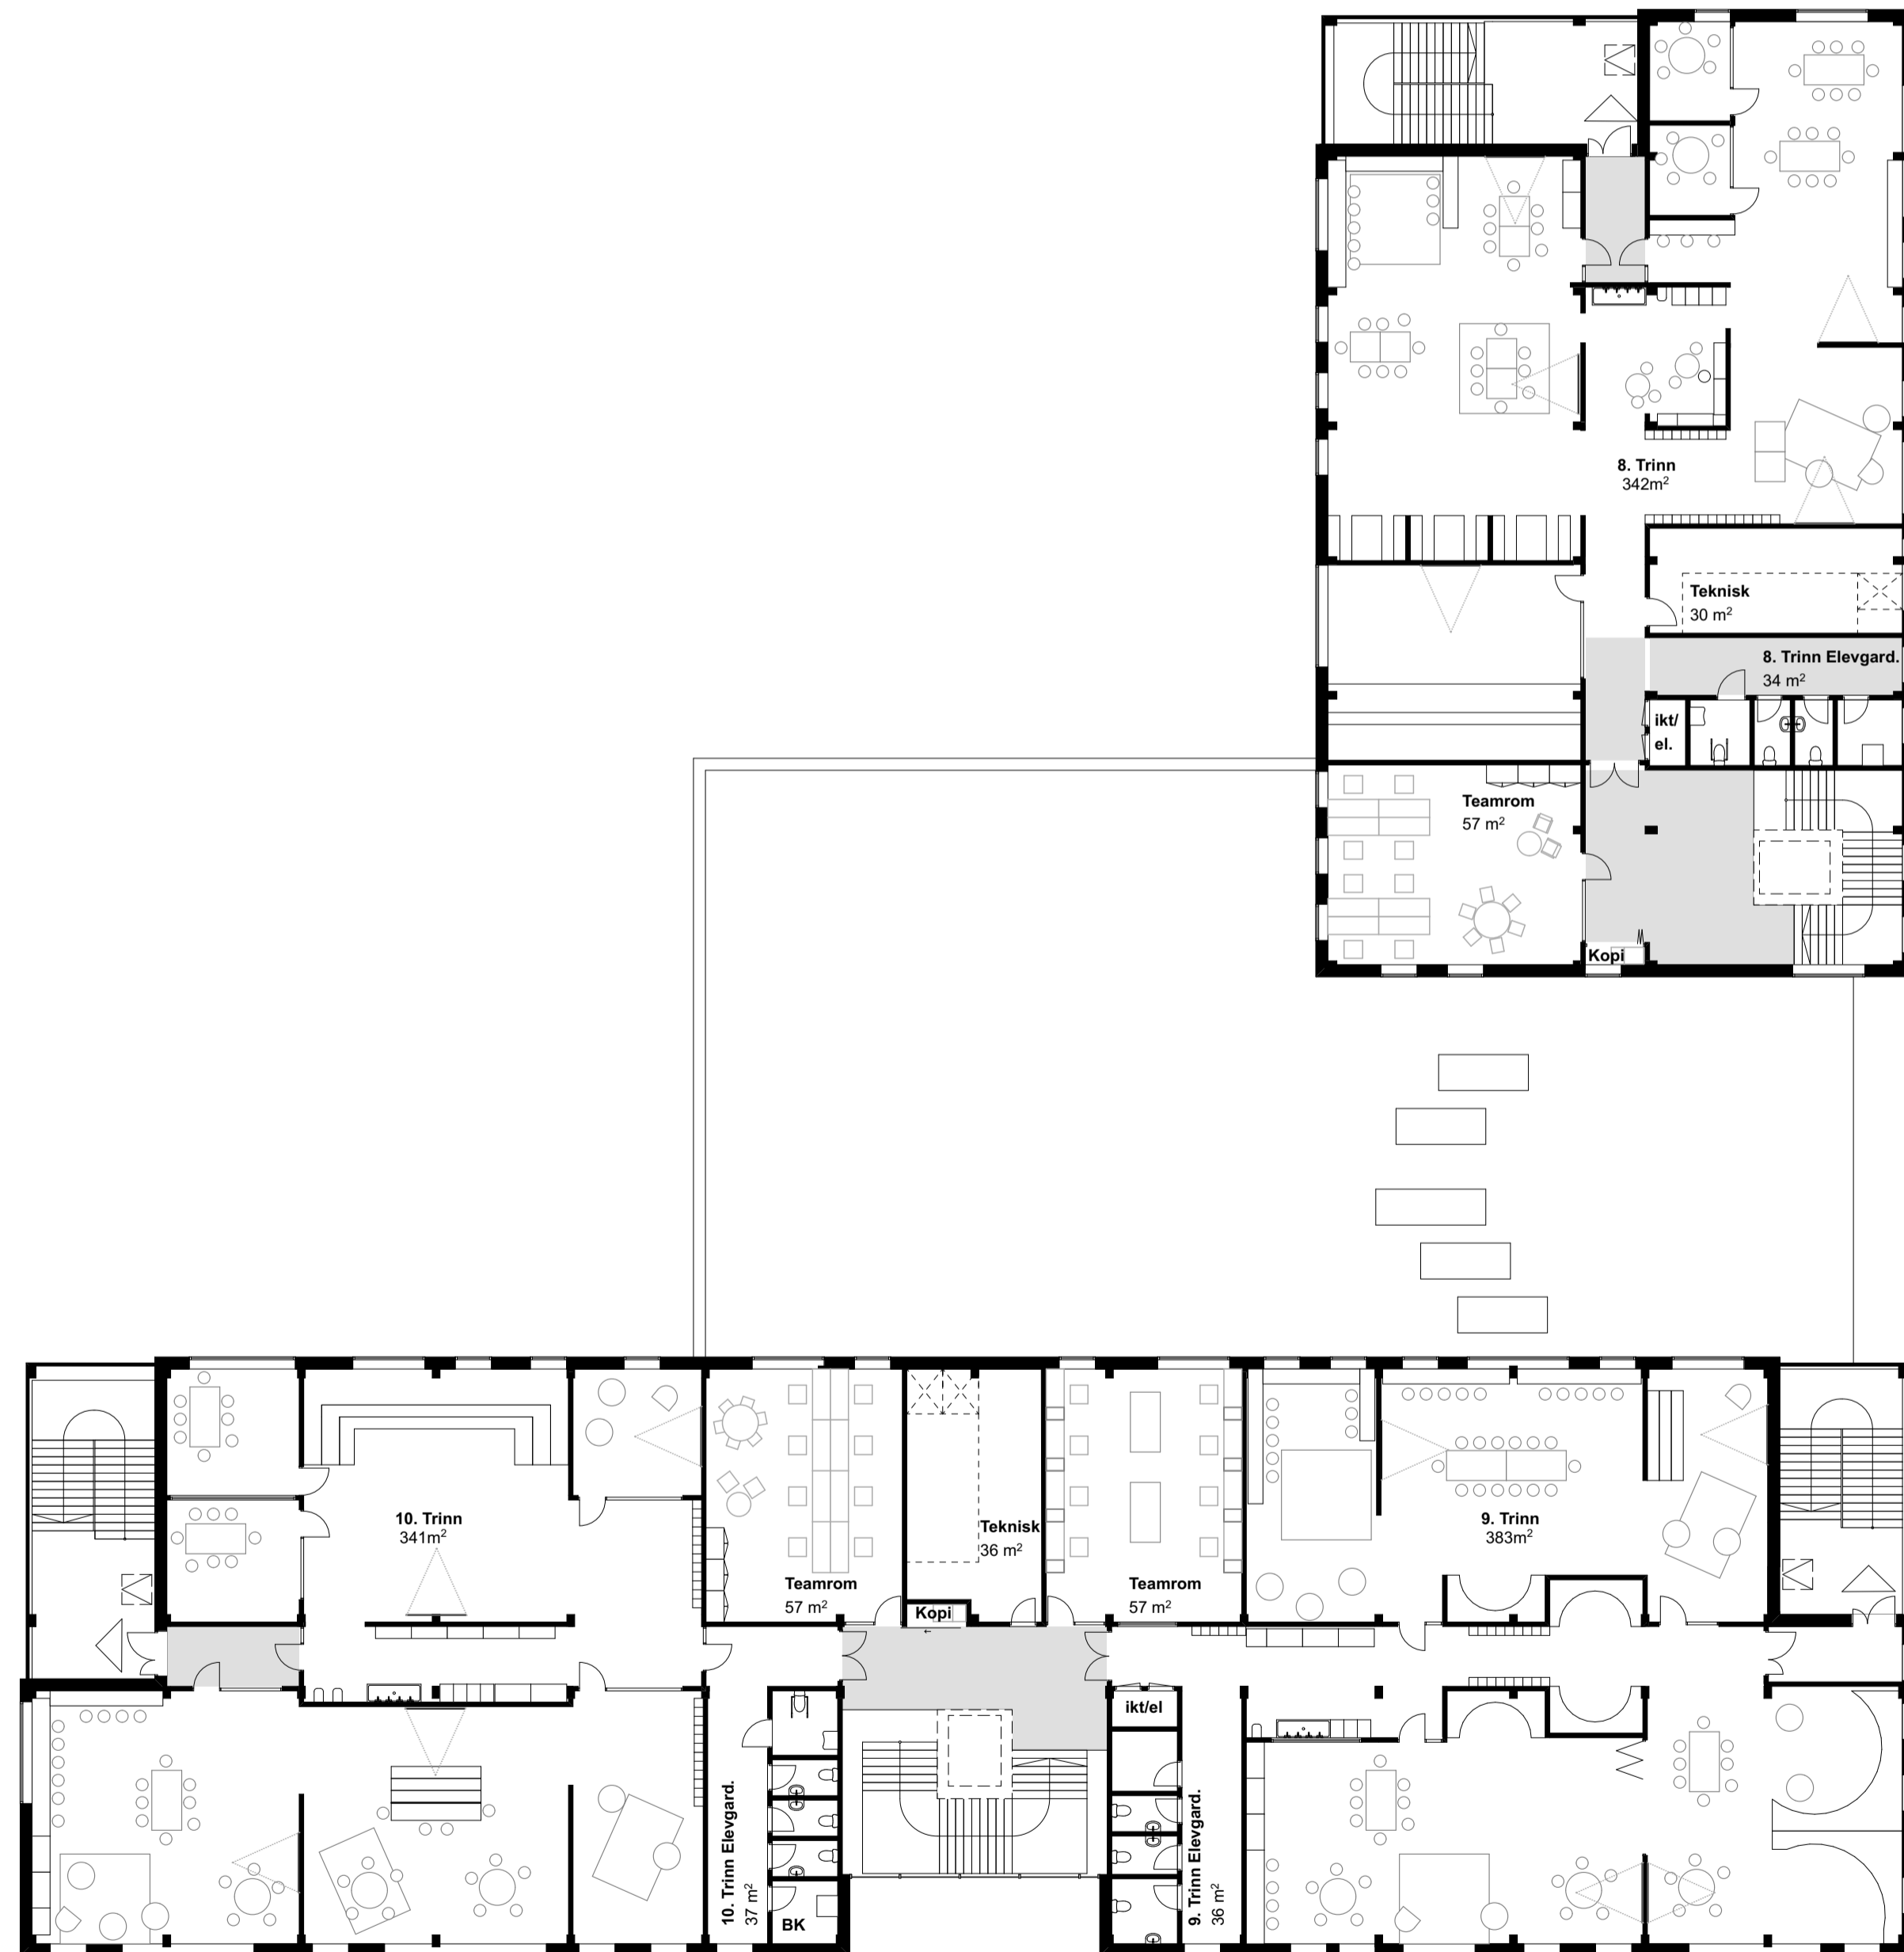 8. Trinn
342m²
Teknisk
30 m²
8. Trinn Elevgard.
34 m²
ikt/
el.
Teamrom
57 m²
Kopi
10. Trinn
341m²
Teamrom
57 m²
Teknisk
36 m²
Kopi
Teamrom
57 m²
9. Trinn
383m²
ikt/el
10. Trinn Elevgard.
37 m²
BK
9. Trinn Elevgard.
36 m²